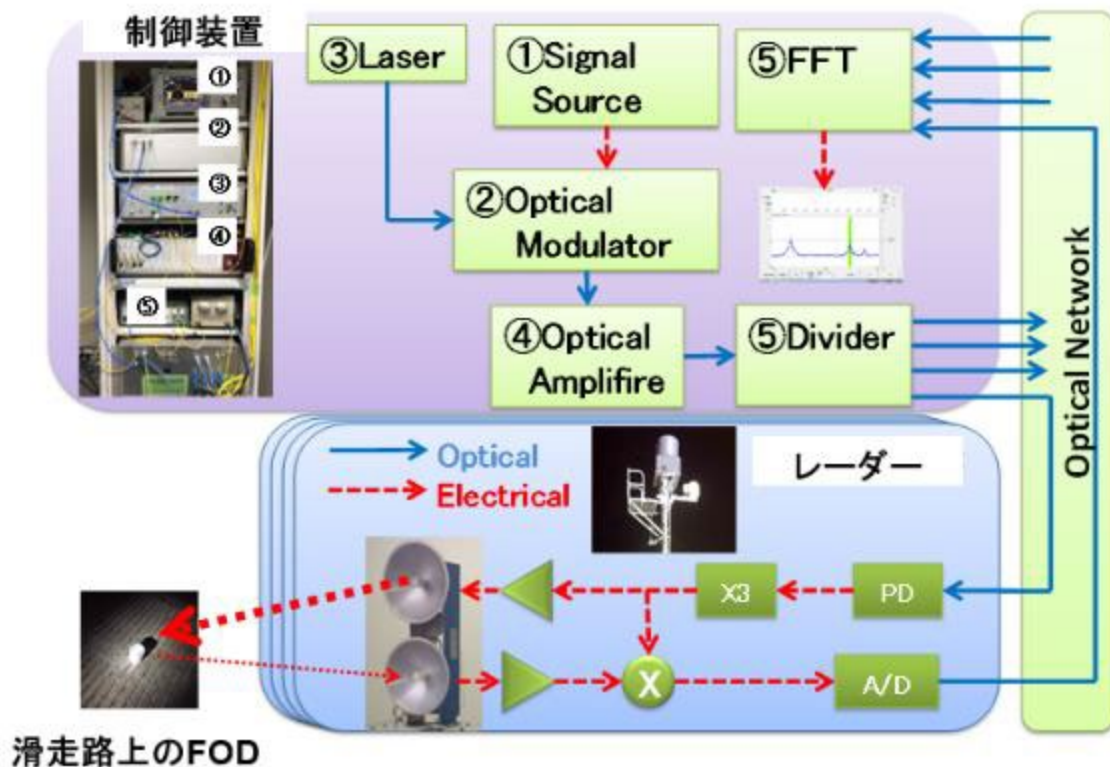 制御装置
①
②
③
④
⑤
③Laser
①Signal
Source
⑤FFT
②Optical
Modulator
④Optical
Amplifire
⑤Divider
Optical Network
Optical
Electrical
レーダー
X3
PD
X
A/D
滑走路上のFOD